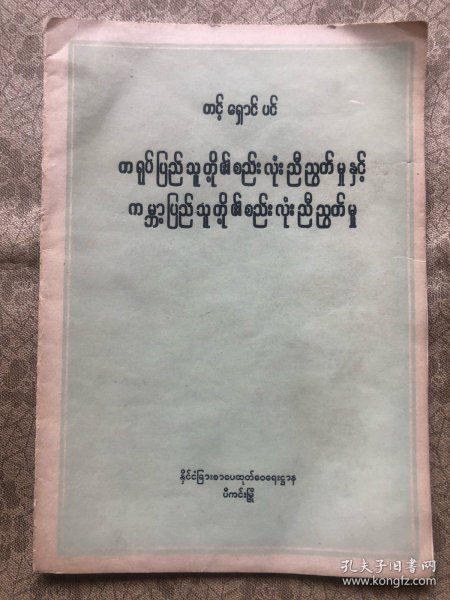 တင့် ရှောင် ပင်
တရုပ်ပြည်သူတို့၏စည်းလုံးညီညွတ်မှုနှင့်
ကမ္ဘာ့ပြည်သူတို့၏စည်းလုံးညီညွတ်မှု
နိုင်ငံခြားစာပေထုတ်ဝေရေးဌာန
ပီကင်းမြို့
孔夫子旧书网
www.kongfz.com